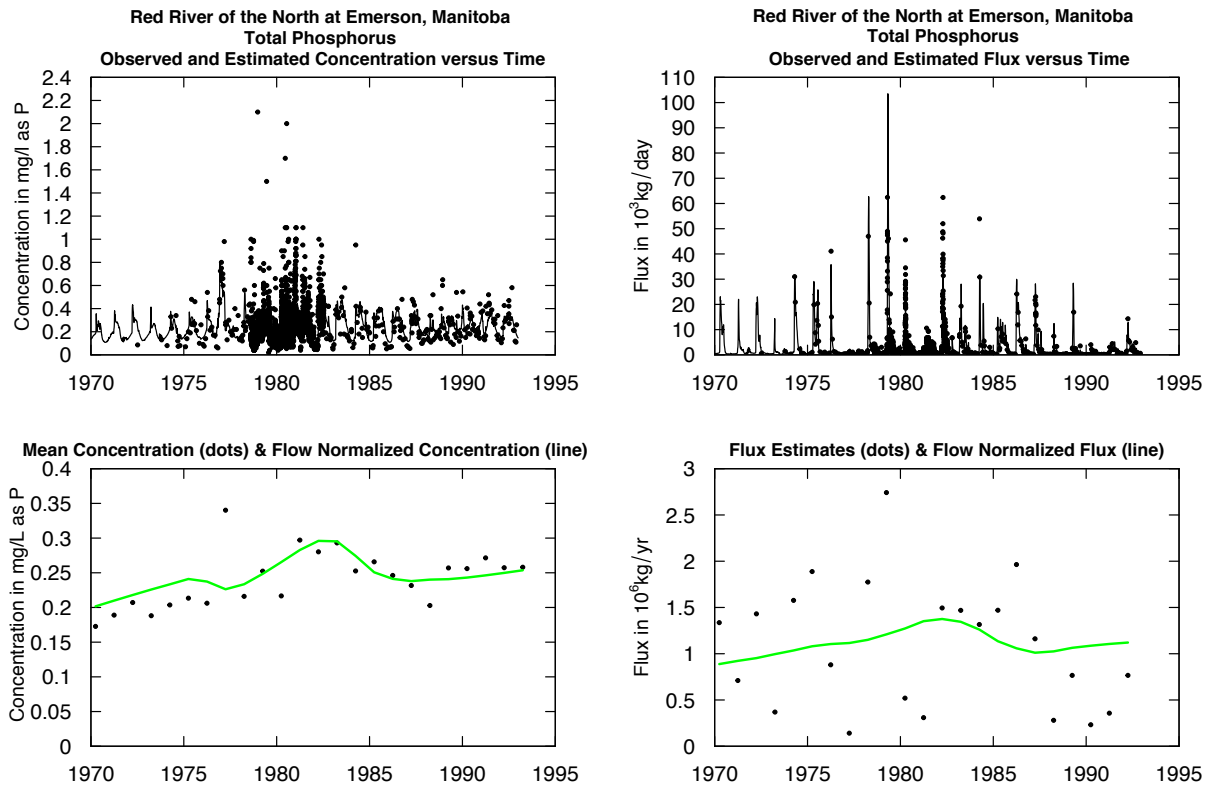 Red River of the North at Emerson, Manitoba
Total Phosphorus
Observed and Estimated Concentration versus Time
Concentration in mg/l as P
2.4
2.2
2
1.8
1.6
1.4
1.2
1
0.8
0.6
0.4
0.2
0
1970 1975 1980 1985 1990 1995
Red River of the North at Emerson, Manitoba
Total Phosphorus
Observed and Estimated Flux versus Time
Flux in 10³kg/day
110
100
90
80
70
60
50
40
30
20
10
0
1970 1975 1980 1985 1990 1995
Mean Concentration (dots) & Flow Normalized Concentration (line)
Concentration in mg/L as P
0.4
0.35
0.3
0.25
0.2
0.15
0.1
0.05
0
1970 1975 1980 1985 1990 1995
Flux Estimates (dots) & Flow Normalized Flux (line)
Flux in 10⁶kg/yr
3
2.5
2
1.5
1
0.5
0
1970 1975 1980 1985 1990 1995